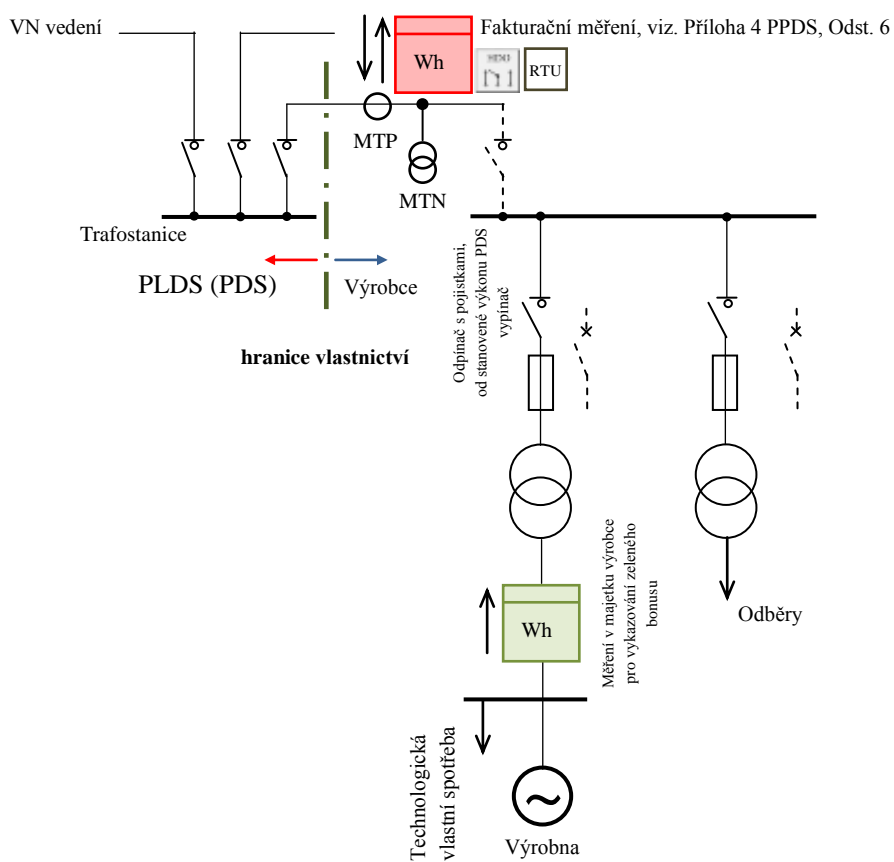 VN vedení
Fakturační měření, viz. Příloha 4 PPDS, Odst. 6
Wh
HDO
RTU
MTP
MTN
Trafostanice
PLDS (PDS)
Výrobce
hranice vlastnictví
Odpínač s pojistkami,
od stanovené výkonu PDS
vypínač
Wh
Měření v majetku výrobce
pro vykazování zeleného
bonusu
Odběry
Technologická
vlastní spotřeba
Výrobna